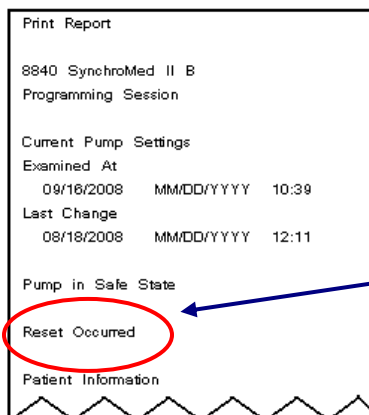 Print Report
8840 SynchroMed II B
Programming Session
Current Pump Settings
Examined At
09/16/2008 MM/DD/YYYY 10:39
Last Change
08/18/2008 MM/DD/YYYY 12:11
Pump in Safe State
Reset Occurred
Patient Information